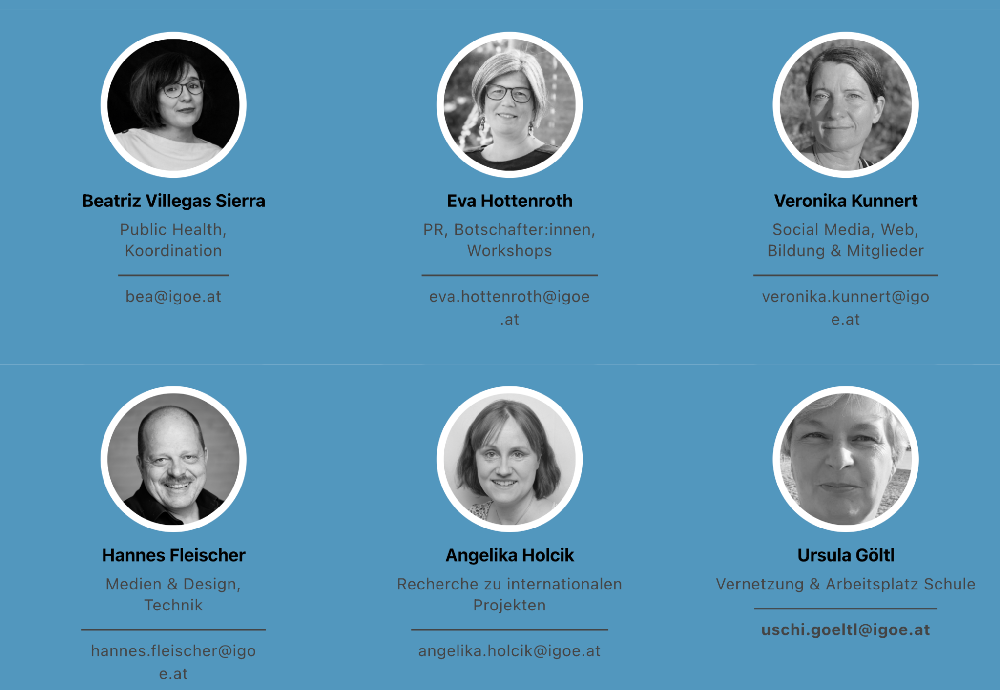 Beatriz Villegas Sierra
Public Health,
Koordination
bea@igoe.at
Eva Hottenroth
PR, Botschafter:innen,
Workshops
eva.hottenroth@igoe
.at
Veronika Kunnert
Social Media, Web,
Bildung & Mitglieder
veronika.kunnert@igo
e.at
Hannes Fleischer
Medien & Design,
Technik
hannes.fleischer@igo
e.at
Angelika Holcik
Recherche zu internationalen
Projekten
angelika.holcik@igoe.at
Ursula Göltl
Vernetzung & Arbeitsplatz Schule
uschi.goeltl@igoe.at